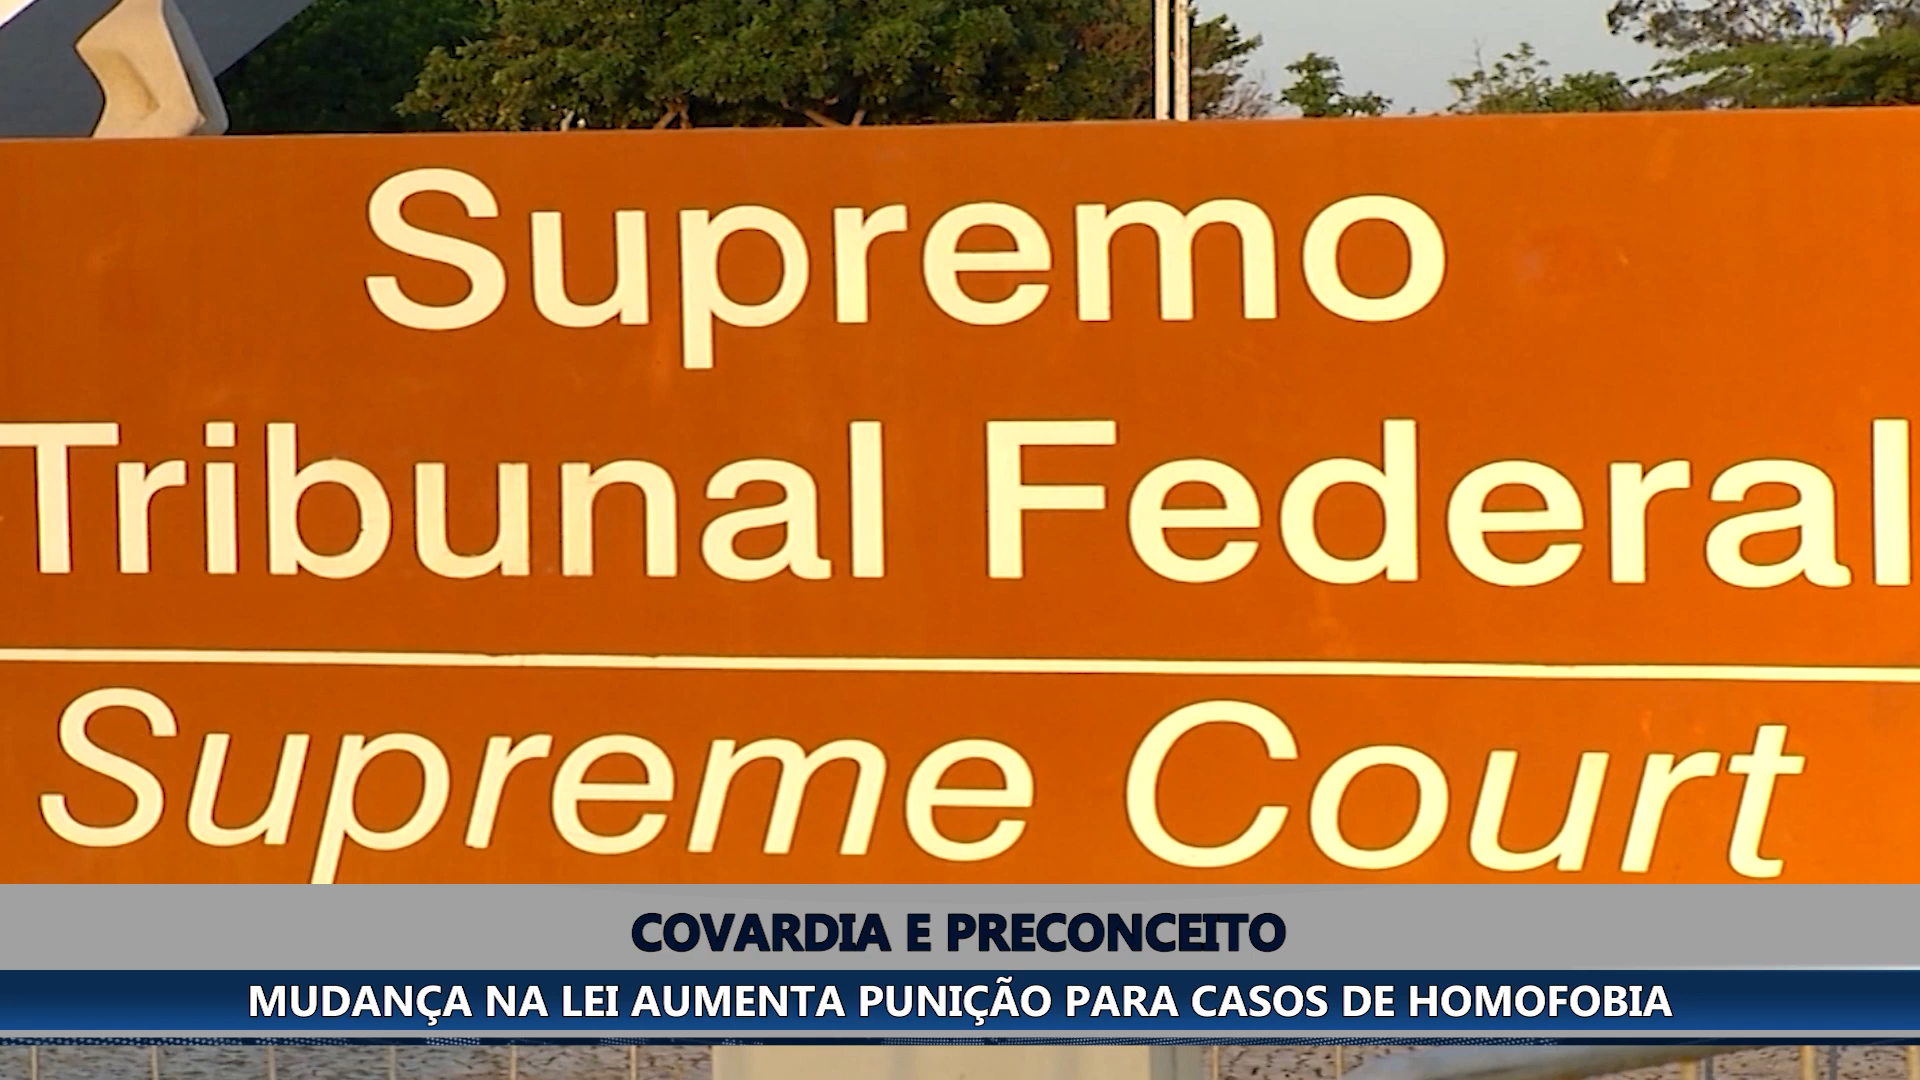 Supremo
Tribunal Federal
Supreme Court
COVARDIA E PRECONCEITO
MUDANÇA NA LEI AUMENTA PUNIÇÃO PARA CASOS DE HOMOFOBIA